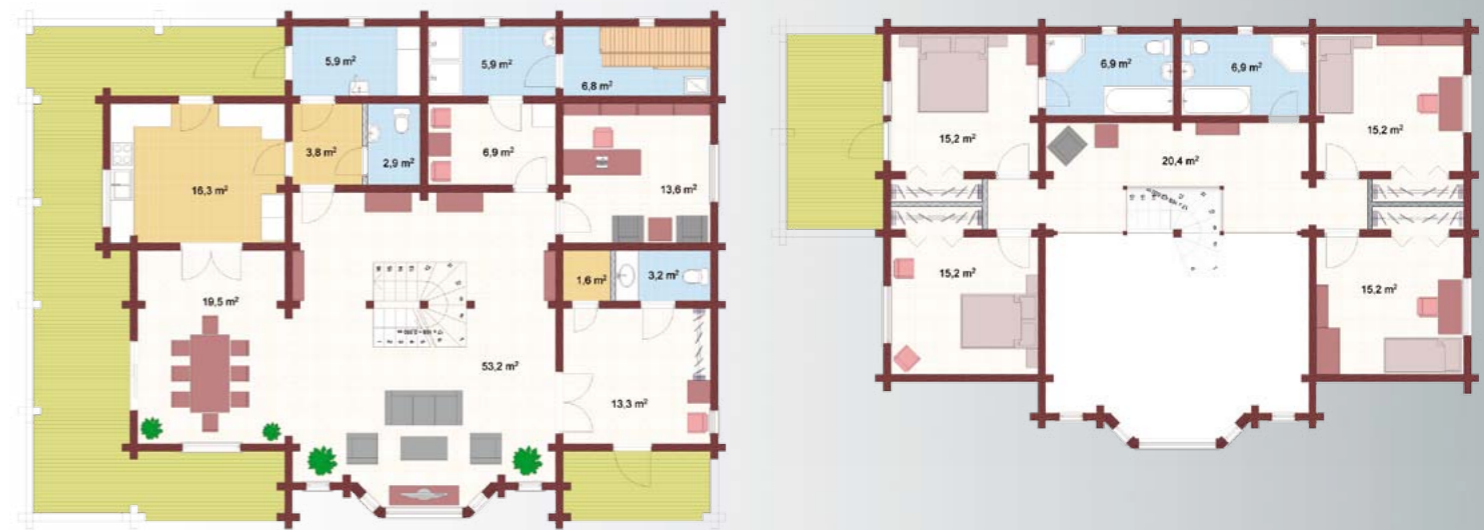 5,9 m²
5,9 m²
6,8 m²
3,8 m²
2,9 m²
6,9 m²
16,3 m²
13,6 m²
1,6 m²
3,2 m²
19,5 m²
53,2 m²
13,3 m²
6,9 m²
6,9 m²
15,2 m²
15,2 m²
20,4 m²
15,2 m²
15,2 m²